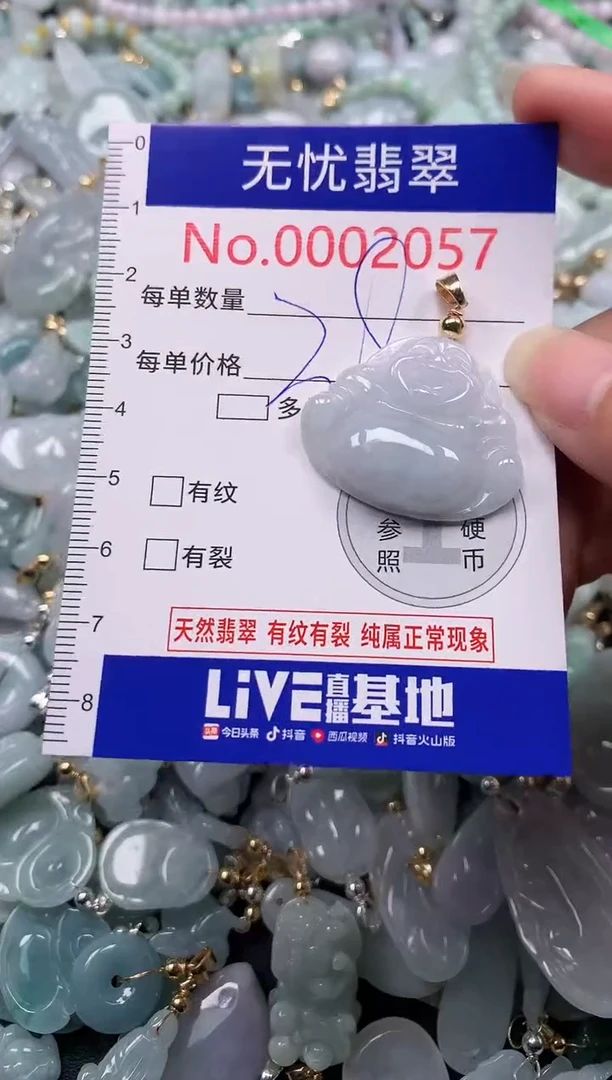 无忧翡翠
0
No.0002057
1
2
每单数量
3
每单价格
4
多
5
有纹
参 1 硬
照 币
6
有裂
7
天然翡翠 有纹有裂 纯属正常现象
8
LiVE直播基地
头条 今日头条 抖音 西瓜视频 抖音火山版